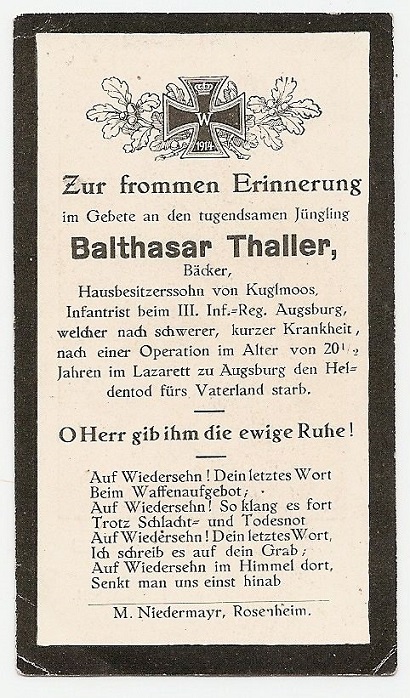 W
1914
Zur frommen Erinnerung
im Gebete an den tugendsamen Jüngling
Balthasar Thaller,
Bäcker,
Hausbesitzerssohn von Kuglmoos,
Infantrist beim III. Inf.=Reg. Augsburg,
welcher nach schwerer, kurzer Krankheit,
nach einer Operation im Alter von 20 1/2
Jahren im Lazarett zu Augsburg den Hel=
dentod fürs Vaterland starb.
O Herr gib ihm die ewige Ruhe!
Auf Wiedersehn! Dein letztes Wort
Beim Waffenaufgebot;
Auf Wiedersehn! So klang es fort
Trotz Schlacht= und Todesnot
Auf Wiedersehn! Dein letztes Wort,
Ich schreib es auf dein Grab;
Auf Wiedersehn im Himmel dort,
Senkt man uns einst hinab
M. Niedermayr, Rosenheim.